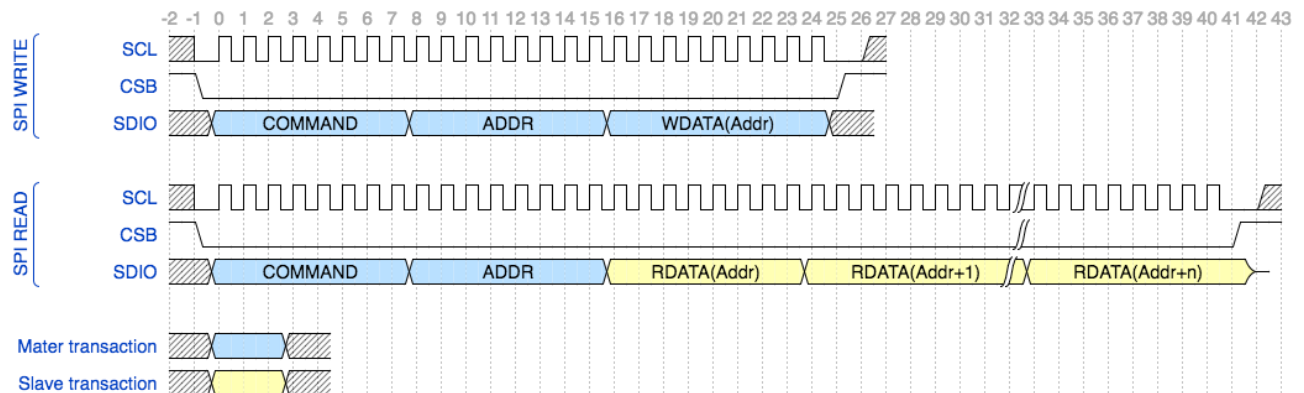 -2 -1 0 1 2 3 4 5 6 7 8 9 10 11 12 13 14 15 16 17 18 19 20 21 22 23 24 25 26 27 28 29 30 31 32 33 34 35 36 37 38 39 40 41 42 43
SPI WRITE
SCL
CSB
SDIO COMMAND ADDR WDATA(Addr)
SPI READ
SCL
CSB
SDIO COMMAND ADDR RDATA(Addr) RDATA(Addr+1) RDATA(Addr+n)
Mater transaction
Slave transaction